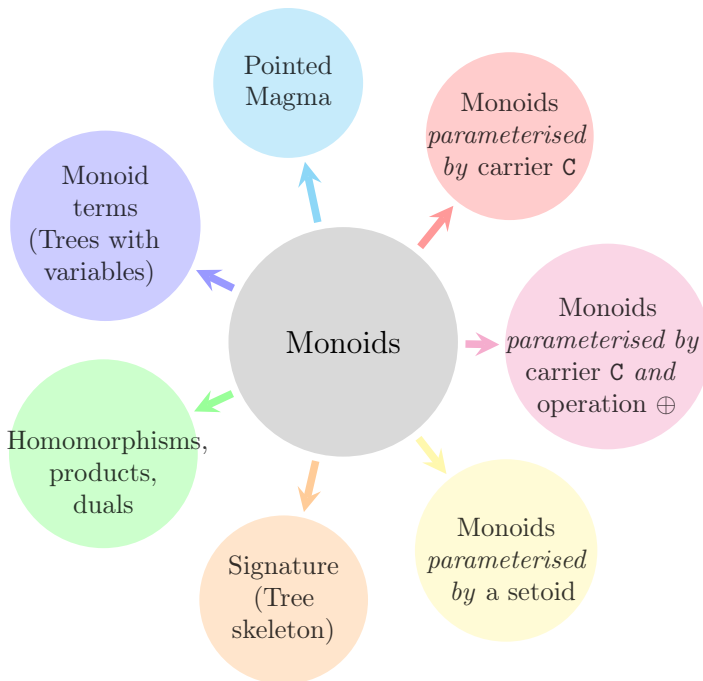 Pointed
Magma
Monoids
parameterised
by carrier C
Monoid
terms
(Trees with
variables)
Monoids
Monoids
parameterised by
carrier C and
operation ⊕
Homomorphisms,
products,
duals
Signature
(Tree
skeleton)
Monoids
parameterised
by a setoid